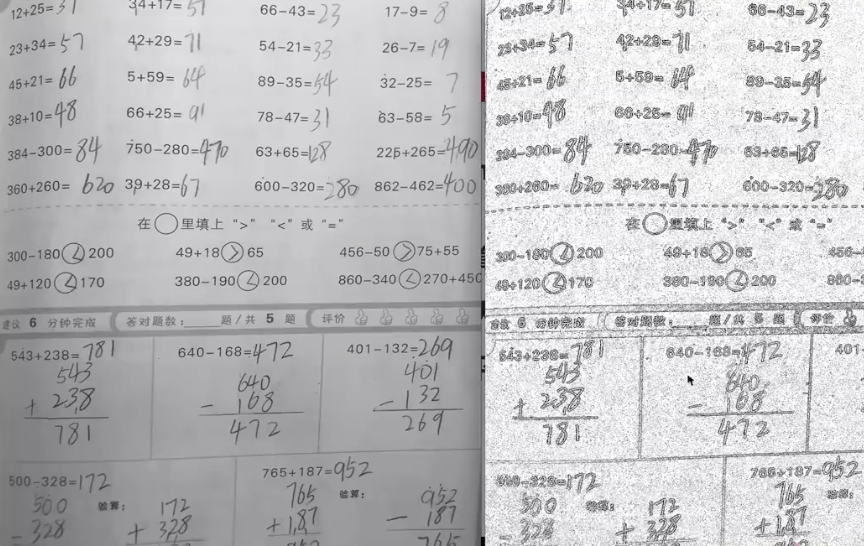 12+25=37 34+17=51 66-43=23 17-9=8
23+34=57 42+29=71 54-21=33 26-7=19
45+21=66 5+59=64 89-35=54 32-25=7
38+10=48 66+25=91 78-47=31 63-58=5
384-300=84 750-280=470 63+65=128 225+265=490
360+260=620 39+28=67 600-320=280 862-462=400
在○里填上“>”“<”或“=”
300-180<200 49+18>65 456-50>75+55
49+120<170 380-190<200 860-340<270+450
建议 6 分钟完成 答对题数:____题/共 5 题 评价
543+238=781 640-168=472 401-132=269
543 640 401
+ 238 - 168 - 132
781 472 269
500-328=172 765+187=952
500 验算: 172 765 验算: 952
- 328 + 328 + 187 - 187
765
12+25=37 34+17=51 66-43=23
23+34=57 42+29=71 54-21=33
45+21=66 5+59=64 89-35=54
38+10=48 66+25=91 78-47=31
384-300=84 750-280=470 63+65=128
360+260=620 39+28=67 600-320=280
在○里填上“>”“<”或“=”
300-180<200 49+18>65 456-
49+120<170 380-190<200 860-
建议 6 分钟完成 答对题数:____题/共 5 题 评价
543+238=781 640-168=472 401-
543 640
+ 238 - 168
781 472
500-328=172 765+187=952
500 验算: 172 765 验算:
- 328 + 328 + 187